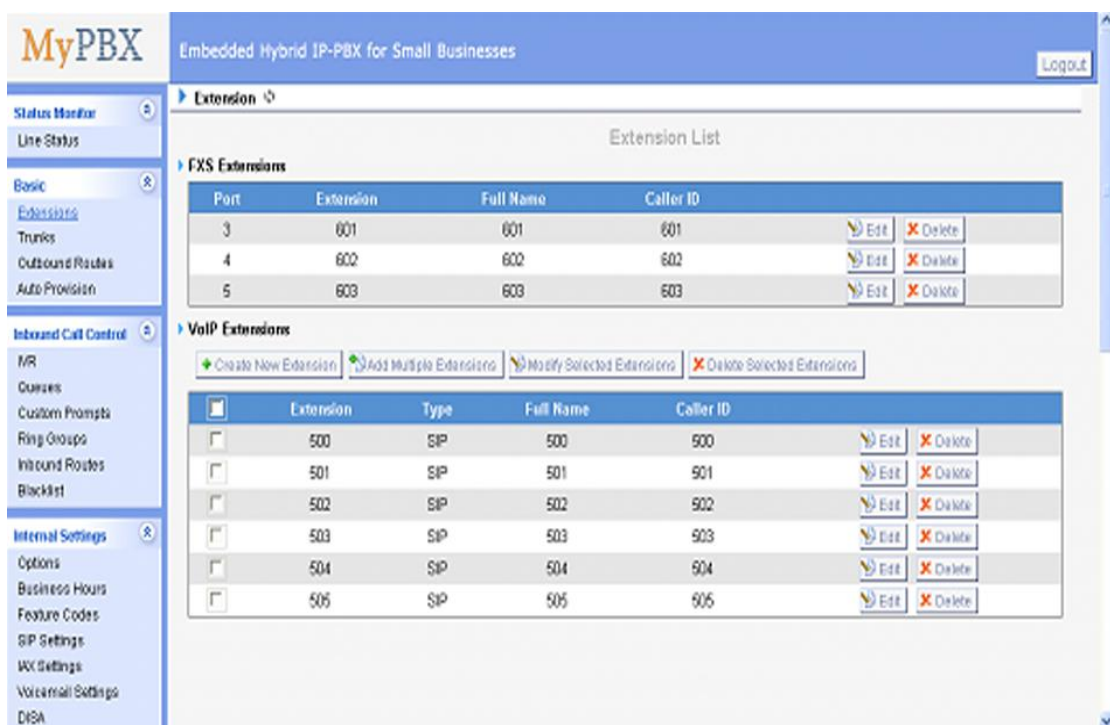 MyPBX
Embedded Hybrid IP-PBX for Small Businesses
Logout
Status Monitor
Line Status
Basic
Extensions
Trunks
Outbound Routes
Auto Provision
Inbound Call Control
IVR
Queues
Custom Prompts
Ring Groups
Inbound Routes
Blacklist
Internal Settings
Options
Business Hours
Feature Codes
SIP Settings
IAX Settings
Voicemail Settings
DISA
Extension
Extension List
FXS Extensions
Port Extension Full Name Caller ID
3 601 601 601 Edit Delete
4 602 602 602 Edit Delete
5 603 603 603 Edit Delete
VoIP Extensions
Create New Extension Add Multiple Extensions Modify Selected Extensions Delete Selected Extensions
Extension Type Full Name Caller ID
500 SIP 500 500 Edit Delete
501 SIP 501 501 Edit Delete
502 SIP 502 502 Edit Delete
503 SIP 503 503 Edit Delete
504 SIP 504 504 Edit Delete
505 SIP 505 505 Edit Delete